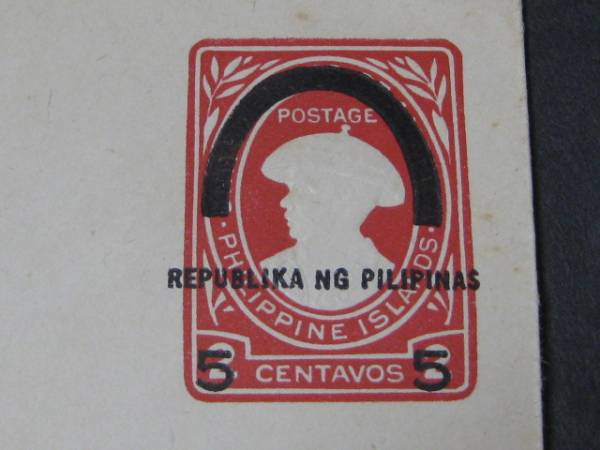 POSTAGE
· PHILIPPINE ISLANDS ·
REPUBLIKA NG PILIPINAS
5 CENTAVOS 5